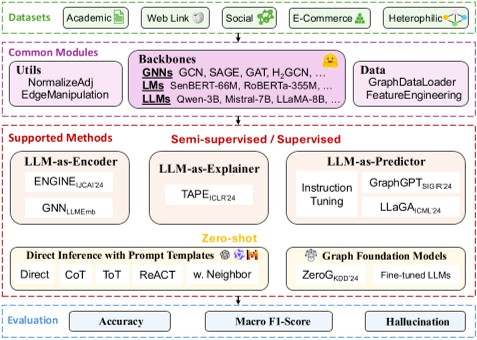 Datasets
Academic
Web Link
Social
E-Commerce
Heterophilic
Common Modules
Utils
NormalizeAdj
EdgeManipulation
Backbones
GNNs GCN, SAGE, GAT, H2GCN, ...
LMs SenBERT-66M, RoBERTa-355M, ...
LLMs Qwen-3B, Mistral-7B, LLaMA-8B, ...
Data
GraphDataLoader
FeatureEngineering
Supported Methods
Semi-supervised / Supervised
LLM-as-Encoder
ENGINEIJCAI'24
GNNLLMEmb
LLM-as-Explainer
TAPEICLR'24
LLM-as-Predictor
Instruction
Tuning
GraphGPTSIGIR'24
LLaGAICML'24
Zero-shot
Direct Inference with Prompt Templates
Direct
CoT
ToT
ReACT
w. Neighbor
Graph Foundation Models
ZeroGKDD'24
Fine-tuned LLMs
Evaluation
Accuracy
Macro F1-Score
Hallucination